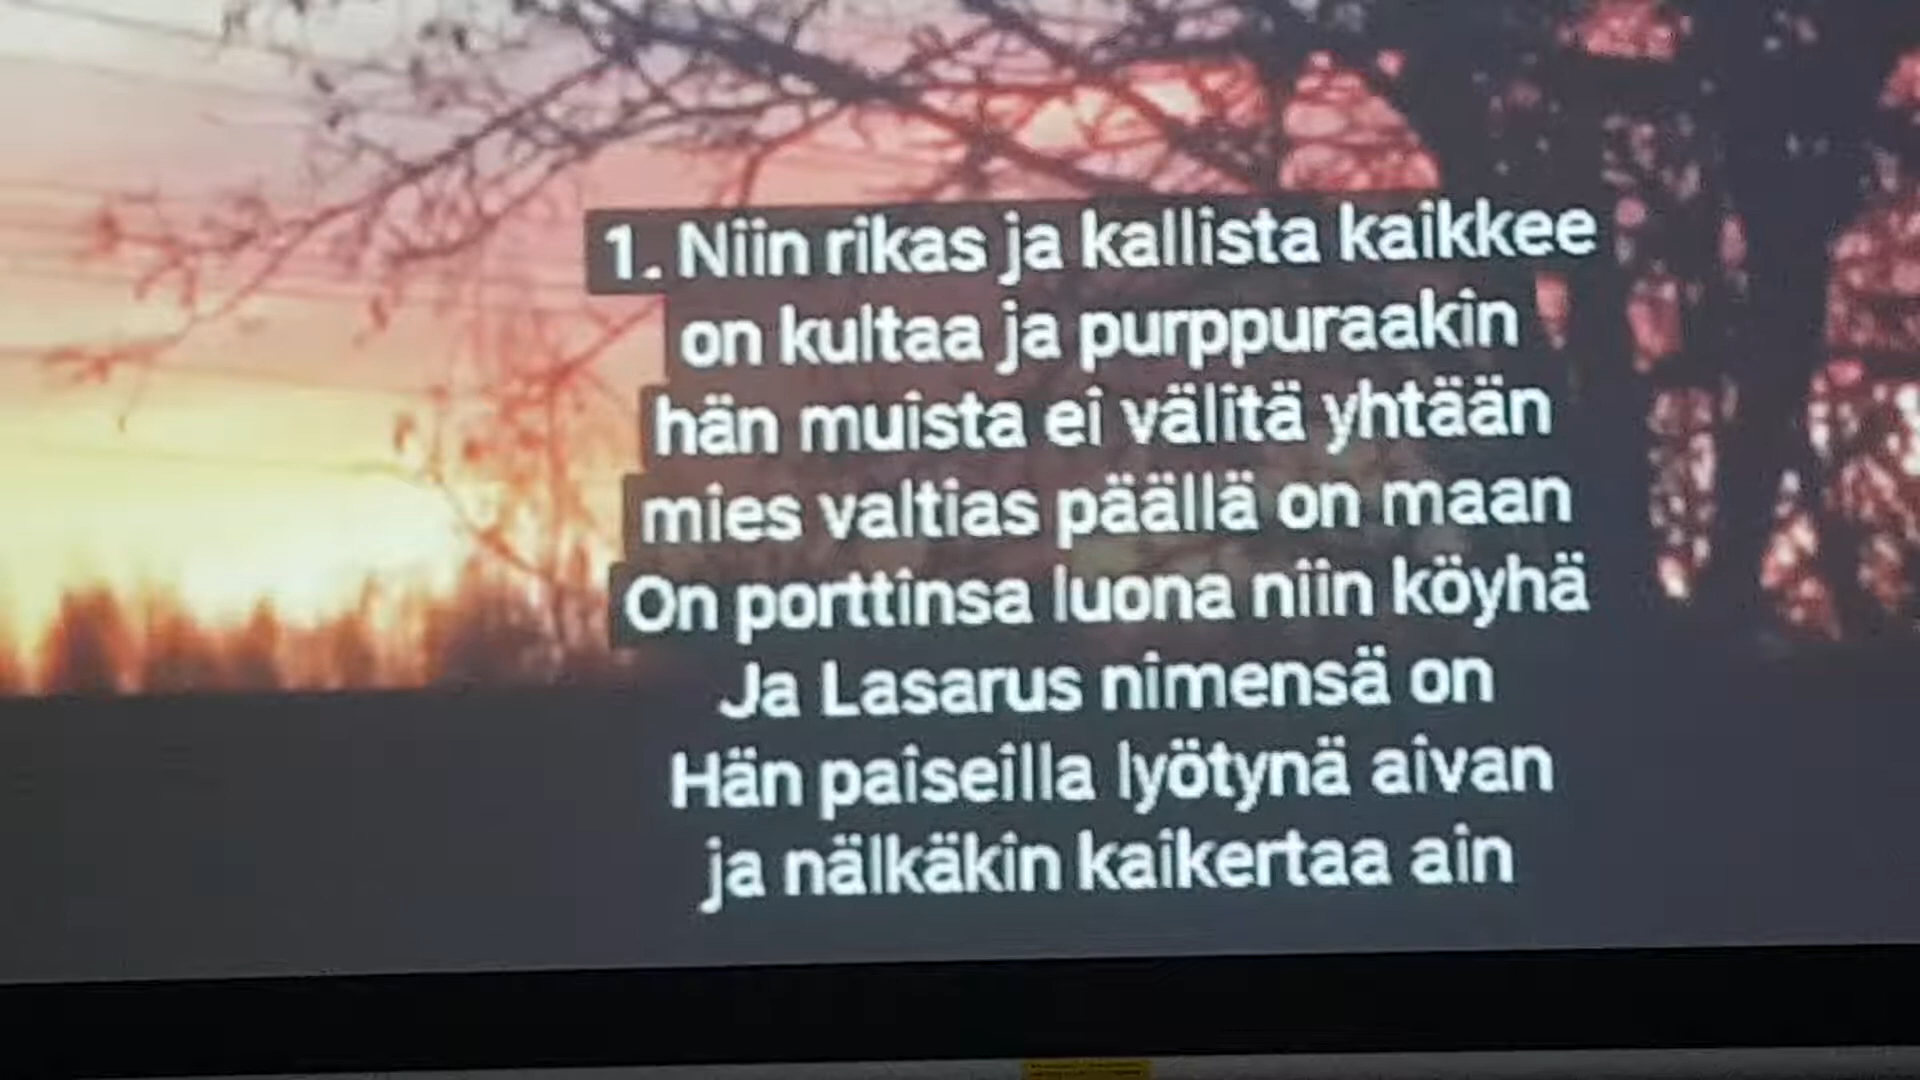 1. Niin rikas ja kallista kaikkee
on kultaa ja purppuraakin
hän muista ei välitä yhtään
mies valtias päällä on maan
On porttinsa luona niin köyhä
Ja Lasarus nimensä on
Hän paiseilla lyötynä aivan
ja nälkäkin kaikertaa ain